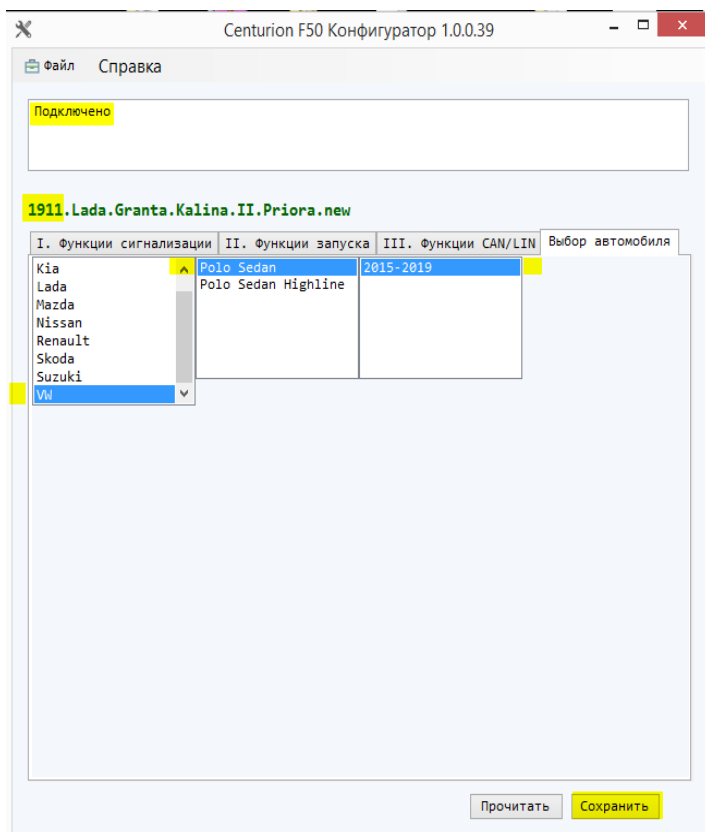 Centurion F50 Конфигуратор 1.0.0.39
Файл Справка
Подключено
1911.Lada.Granta.Kalina.II.Priora.new
I. Функции сигнализации II. Функции запуска III. Функции CAN/LIN Выбор автомобиля
Kia Polo Sedan 2015-2019
Lada Polo Sedan Highline
Mazda
Nissan
Renault
Skoda
Suzuki
VW
Прочитать Сохранить